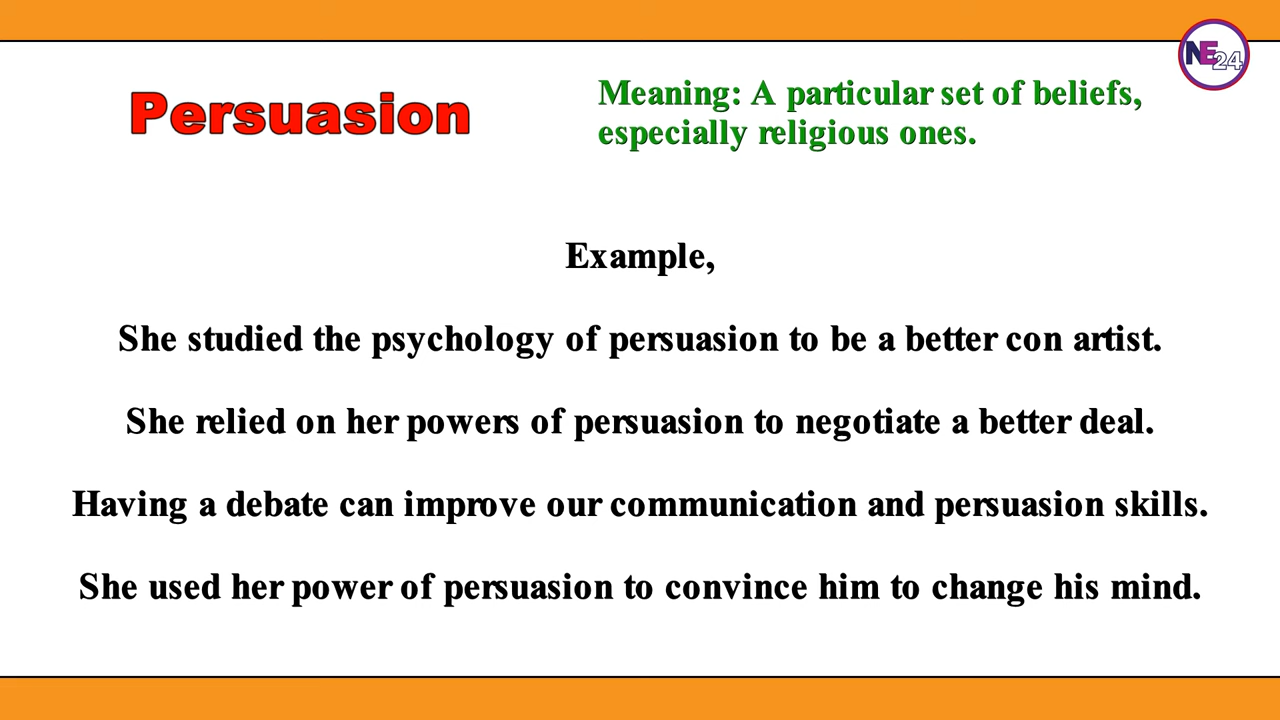 NE24
Persuasion
Meaning: A particular set of beliefs,
especially religious ones.
Example,
She studied the psychology of persuasion to be a better con artist.
She relied on her powers of persuasion to negotiate a better deal.
Having a debate can improve our communication and persuasion skills.
She used her power of persuasion to convince him to change his mind.